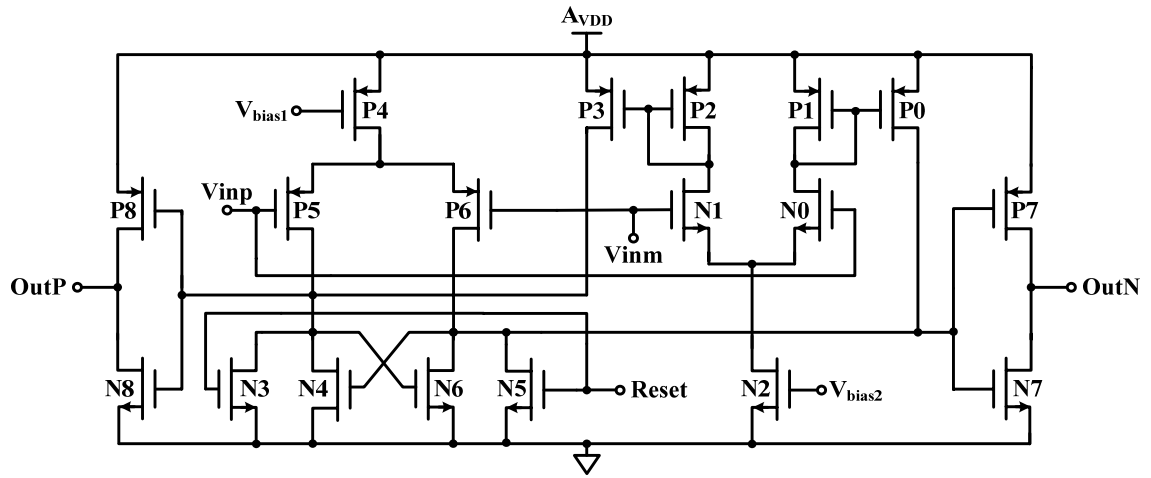 AVDD
P4
Vbias1
P3
P2
P1
P0
Vinp
P8
P5
P6
N1
N0
P7
Vinm
OutP
OutN
N8
N3
N4
N6
N5
Reset
N2
Vbias2
N7